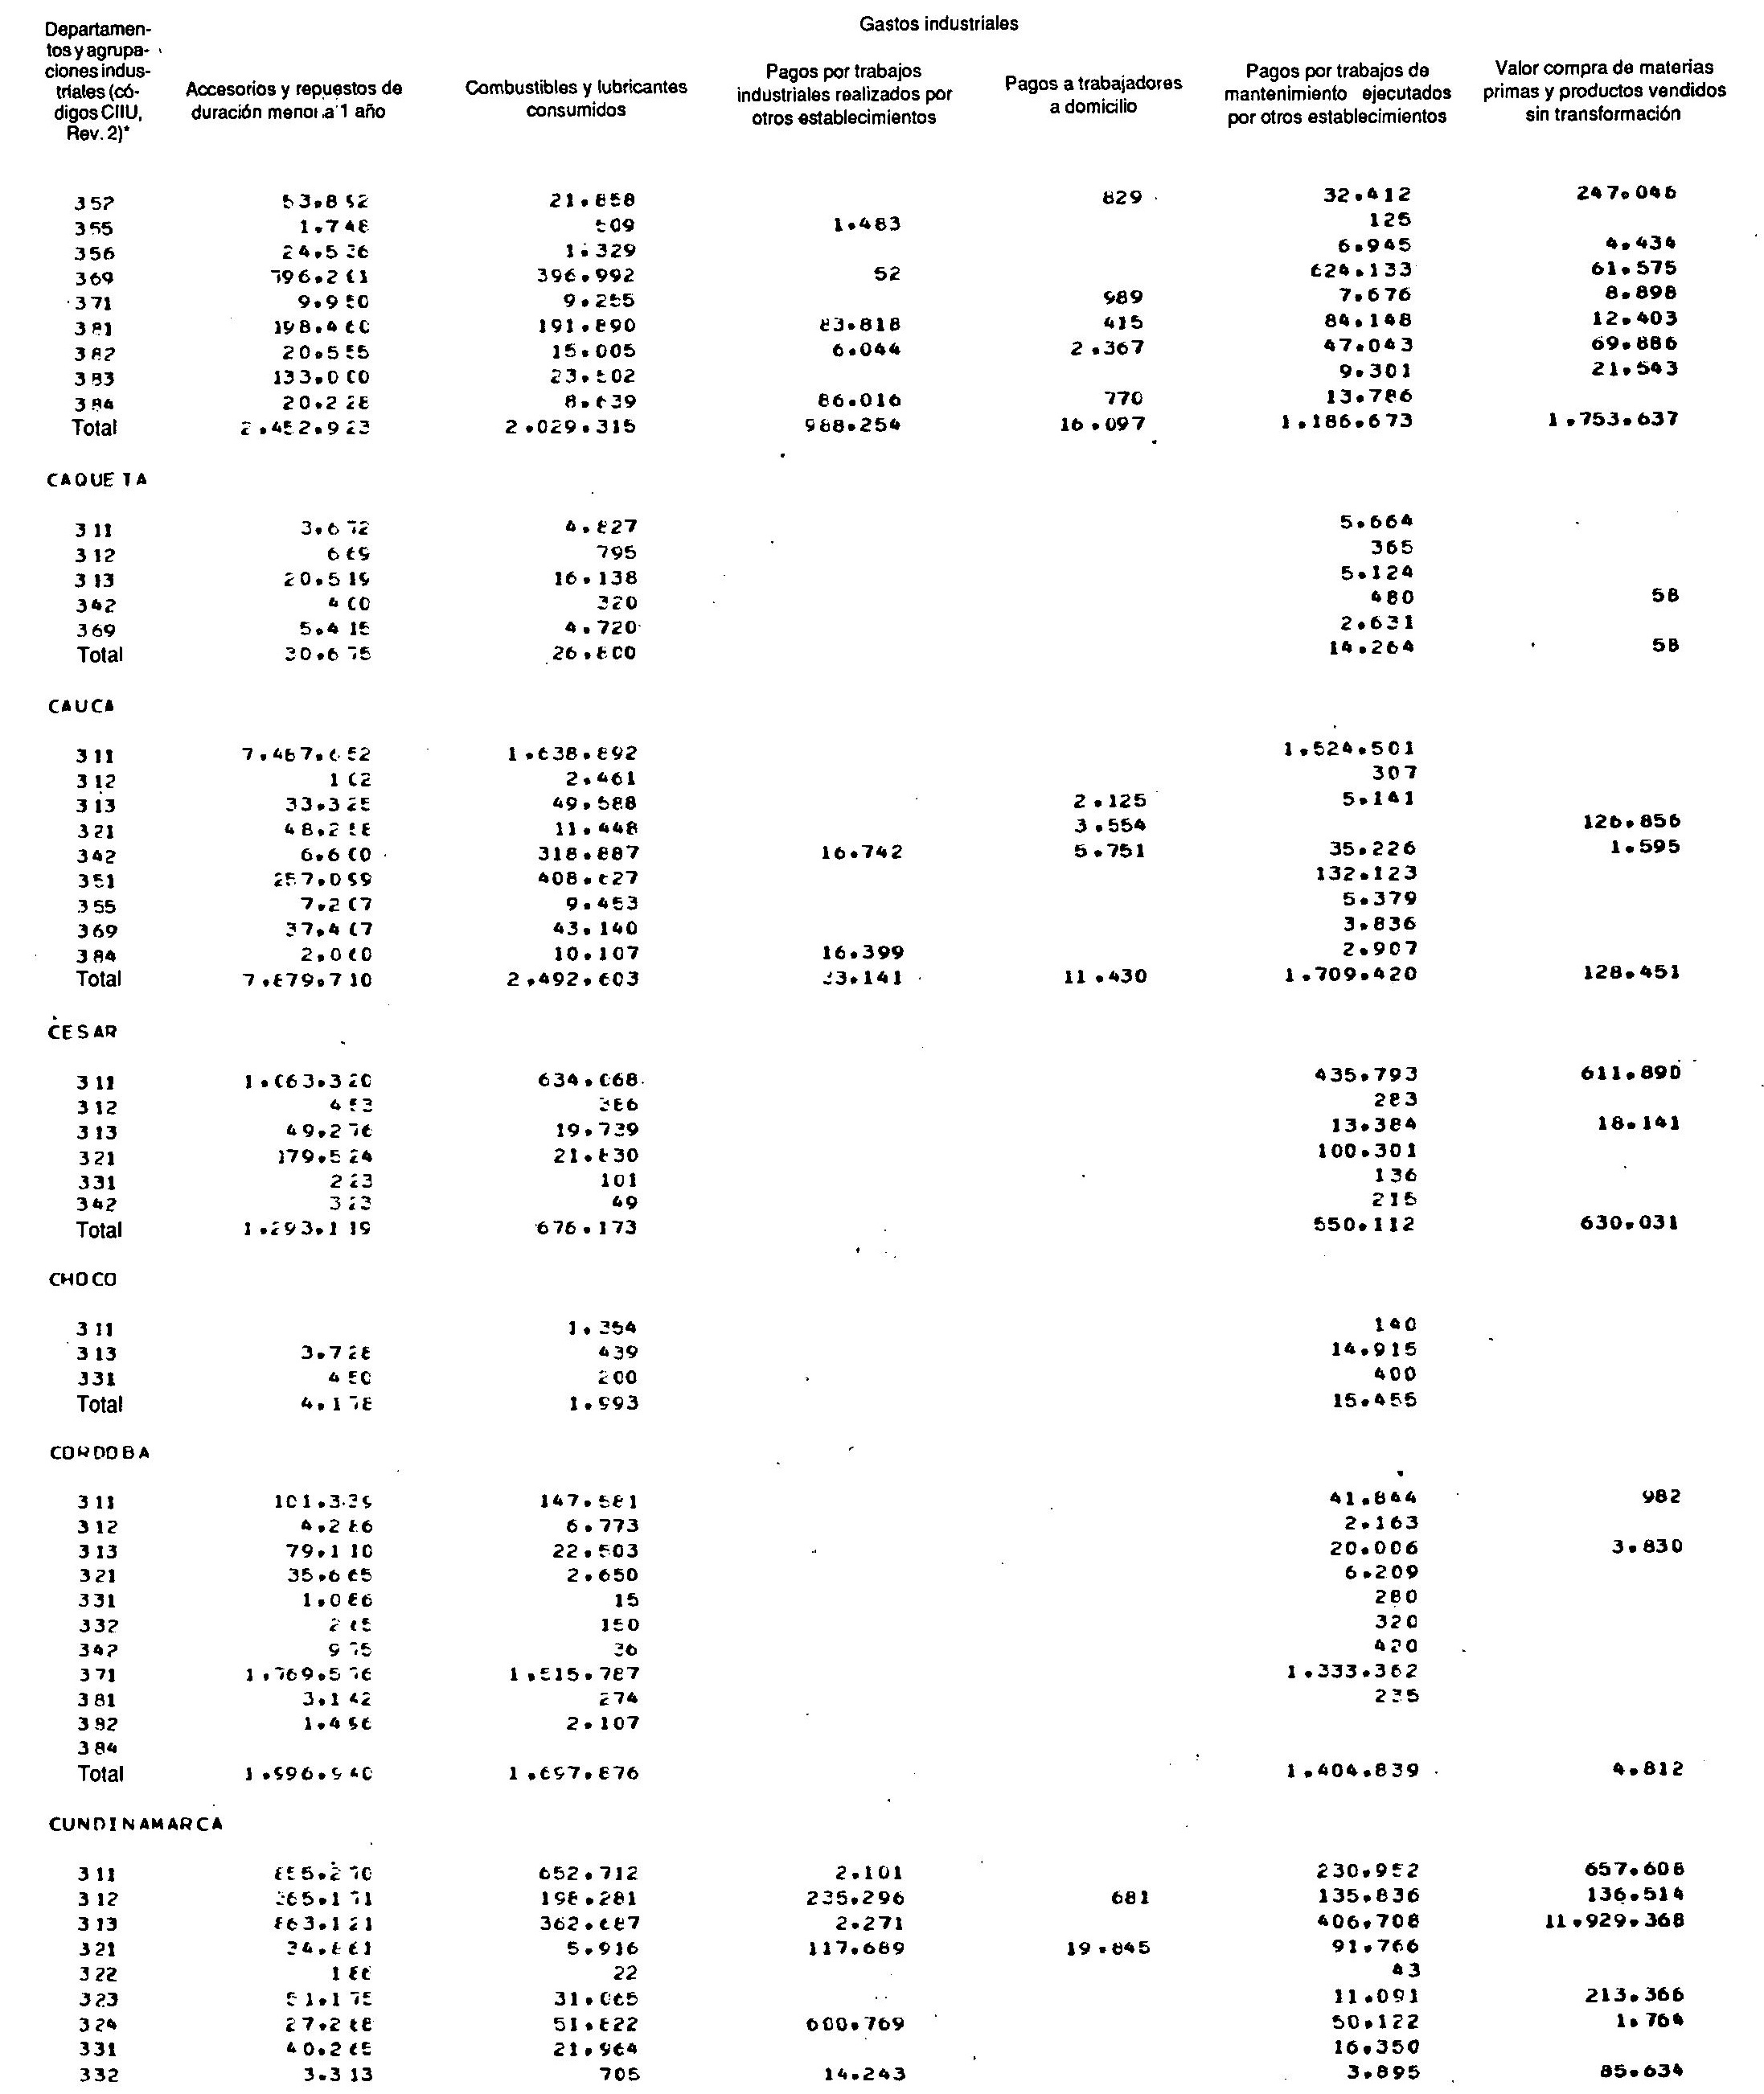 Gastos industriales
Departamen-
tos y agrupa-
ciones indus-
triales (có-
digos CIIU,
Rev. 2)*
Accesorios y repuestos de
duración menor a 1 año
Combustibles y lubricantes
consumidos
Pagos por trabajos
industriales realizados por
otros establecimientos
Pagos a trabajadores
a domicilio
Pagos por trabajos de
mantenimiento ejecutados
por otros establecimientos
Valor compra de materias
primas y productos vendidos
sin transformación
352 53.892 21.858 829 32.412 247.046
355 1.748 509 1.483 125
356 24.536 1.329 6.945 4.434
369 796.261 396.992 52 624.133 61.575
371 9.950 9.255 989 7.676 8.898
381 198.460 191.890 83.818 415 84.148 12.403
382 20.555 15.005 6.044 2.367 47.043 69.886
383 133.000 23.502 9.301 21.543
384 20.228 8.639 86.016 770 13.786
Total 2.452.923 2.029.315 988.254 16.097 1.186.673 1.753.637
CAQUETA
311 3.672 4.827 5.664
312 669 795 365
313 20.519 16.138 5.124
342 400 320 480 58
369 5.415 4.720 2.631
Total 30.675 26.800 14.264 58
CAUCA
311 7.467.652 1.638.892 1.524.501
312 102 2.461 307
313 33.325 49.588 2.125 5.141
321 48.258 11.448 3.554 126.856
342 6.600 318.887 16.742 5.751 35.226 1.595
351 257.099 408.627 132.123
355 7.207 9.453 5.379
369 37.467 43.140 3.836
384 2.060 10.107 16.399 2.907
Total 7.879.710 2.492.603 33.141 11.430 1.709.420 128.451
CESAR
311 1.063.320 634.068 435.793 611.890
312 453 386 283
313 49.276 19.739 13.384 18.141
321 179.524 21.830 100.301
331 223 101 136
342 323 49 215
Total 1.293.119 676.173 550.112 630.031
CHOCO
311 1.354 140
313 3.728 439 14.915
331 450 200 400
Total 4.178 1.993 15.455
CORDOBA
311 101.339 147.581 41.844 982
312 4.286 6.773 2.163
313 79.110 22.503 20.006 3.830
321 35.665 2.650 6.209
331 1.086 15 280
332 265 150 320
342 975 36 420
371 1.769.576 1.515.787 1.333.362
381 3.142 274 235
382 1.496 2.107
384
Total 1.996.940 1.697.876 1.404.839 4.812
CUNDINAMARCA
311 855.270 652.712 2.101 230.952 657.608
312 198.281 235.296 681 135.836 136.514
313 863.121 362.687 2.271 406.708 11.929.368
321 34.861 5.916 117.689 19.845 91.766
322 186 22 43
323 51.175 31.065 11.091 213.366
324 27.268 51.822 600.769 50.122 1.764
331 40.265 21.964 16.350
332 3.313 705 14.243 3.895 85.634